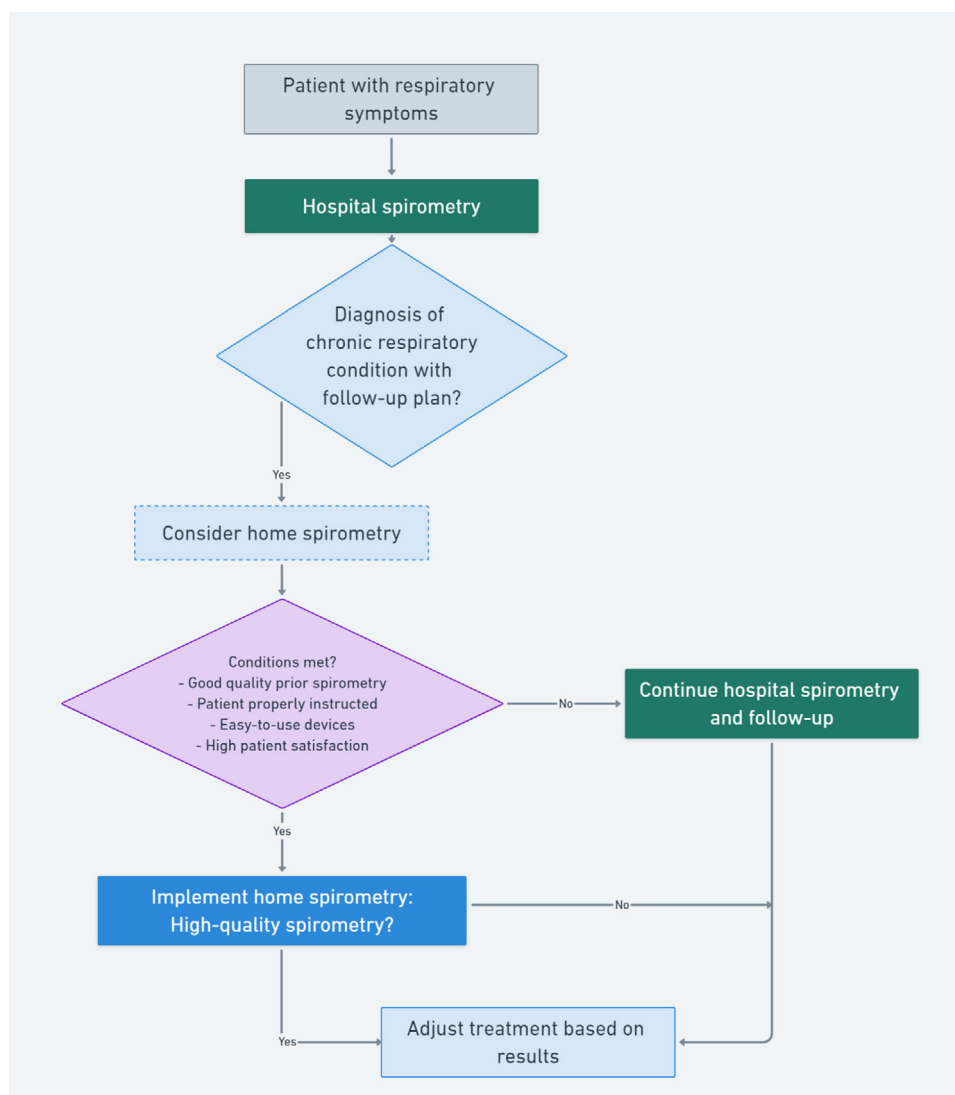 Patient with respiratory
symptoms
Hospital spirometry
Diagnosis of
chronic respiratory
condition with
follow-up plan?
Yes
Consider home spirometry
Conditions met?
- Good quality prior spirometry
- Patient properly instructed
- Easy-to-use devices
- High patient satisfaction
No
Continue hospital spirometry
and follow-up
Yes
Implement home spirometry:
High-quality spirometry?
No
Yes
Adjust treatment based on
results